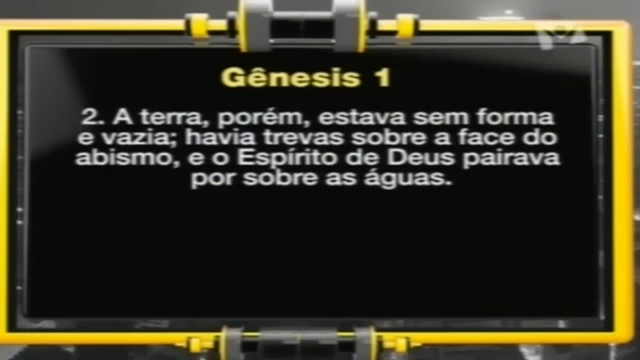 Gênesis 1
2. A terra, porém, estava sem forma
e vazia; havia trevas sobre a face do
abismo, e o Espírito de Deus pairava
por sobre as águas.